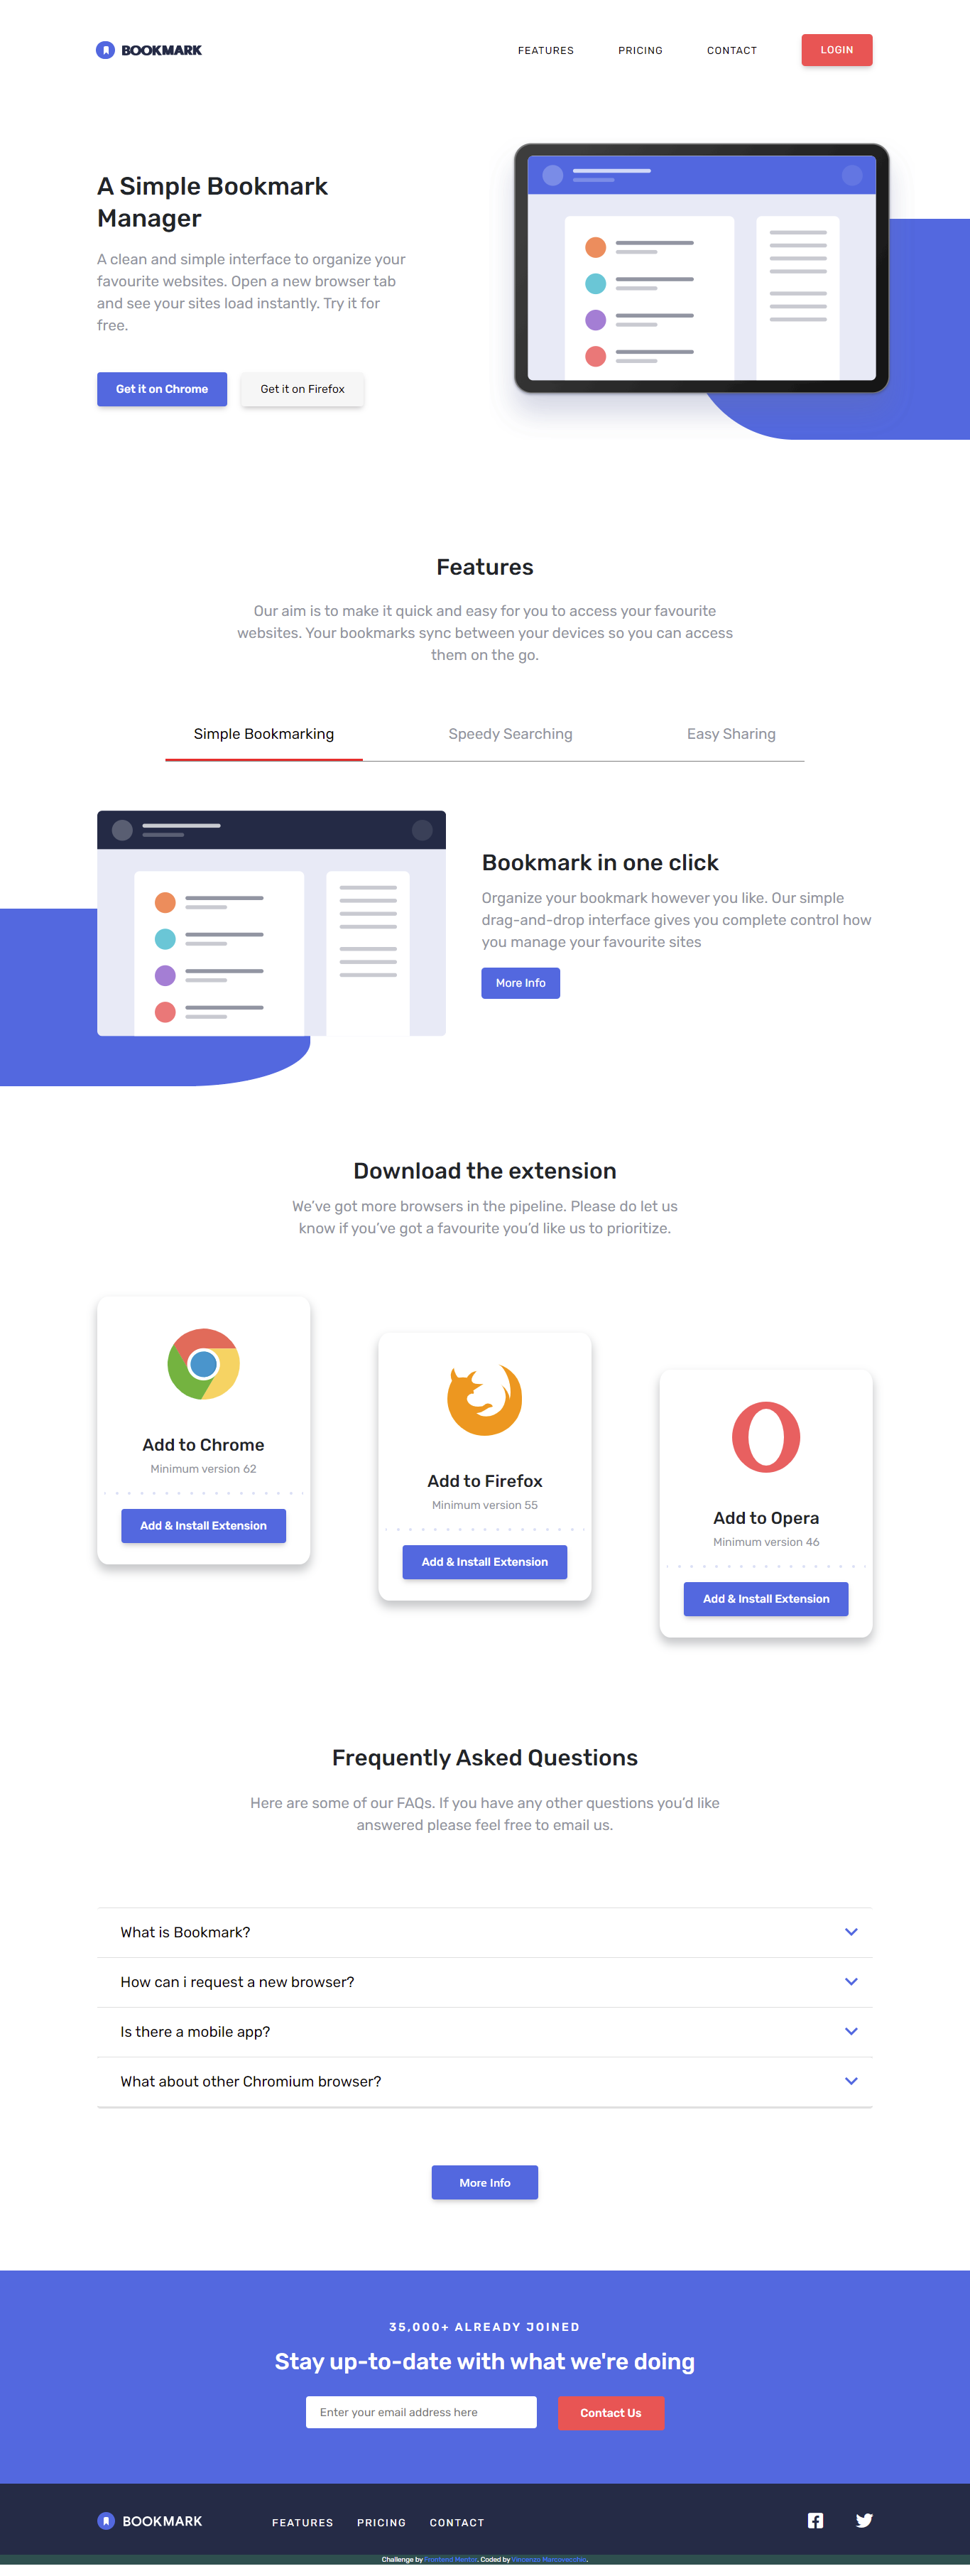 BOOKMARK
FEATURES
PRICING
CONTACT
LOGIN
A Simple Bookmark
Manager
A clean and simple interface to organize your
favourite websites. Open a new browser tab
and see your sites load instantly. Try it for
free.
Get it on Chrome
Get it on Firefox
Features
Our aim is to make it quick and easy for you to access your favourite
websites. Your bookmarks sync between your devices so you can access
them on the go.
Simple Bookmarking
Speedy Searching
Easy Sharing
Bookmark in one click
Organize your bookmark however you like. Our simple
drag-and-drop interface gives you complete control how
you manage your favourite sites
More Info
Download the extension
We've got more browsers in the pipeline. Please do let us
know if you've got a favourite you'd like us to prioritize.
Add to Chrome
Minimum version 62
Add & Install Extension
Add to Firefox
Minimum version 55
Add & Install Extension
Add to Opera
Minimum version 46
Add & Install Extension
Frequently Asked Questions
Here are some of our FAQs. If you have any other questions you'd like
answered please feel free to email us.
What is Bookmark?
How can i request a new browser?
Is there a mobile app?
What about other Chromium browser?
More Info
35,000+ ALREADY JOINED
Stay up-to-date with what we're doing
Enter your email address here
Contact Us
BOOKMARK
FEATURES
PRICING
CONTACT
Challenge by Frontend Mentor. Coded by Vincenzo Marcovecchio.